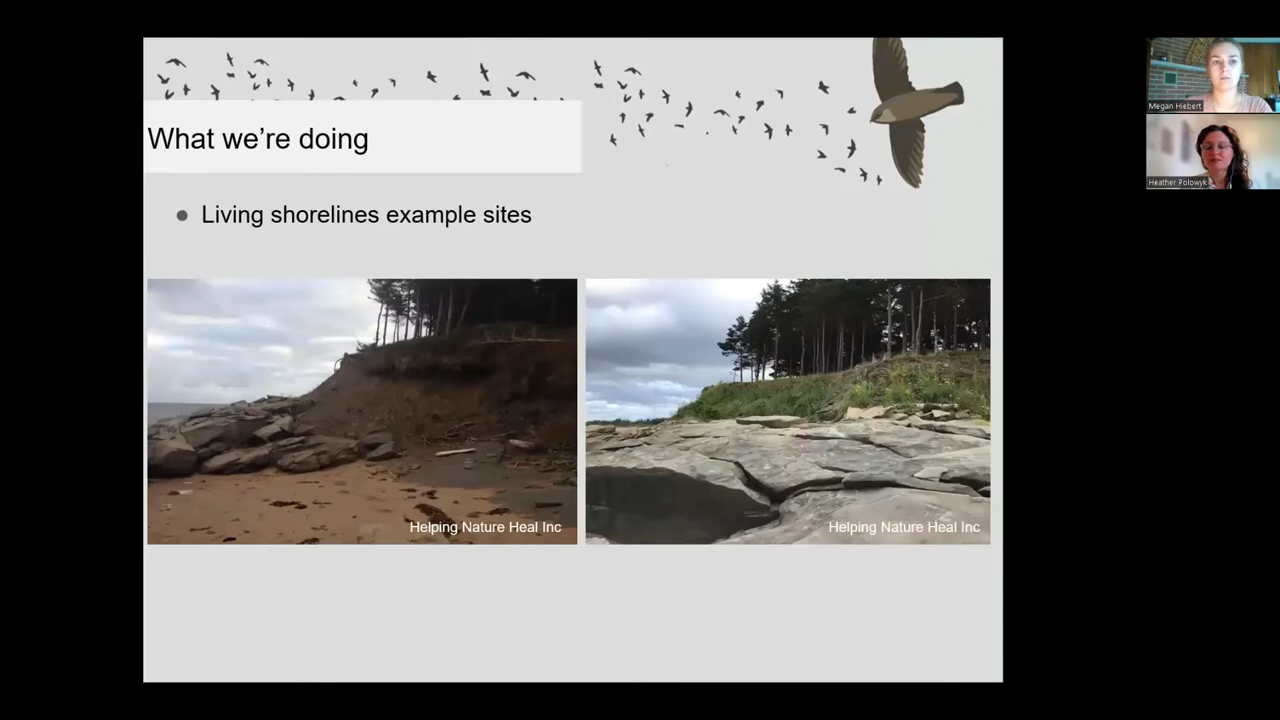 What we're doing
Living shorelines example sites
Helping Nature Heal Inc
Helping Nature Heal Inc
Megan Hiebert
Heather Polowyk